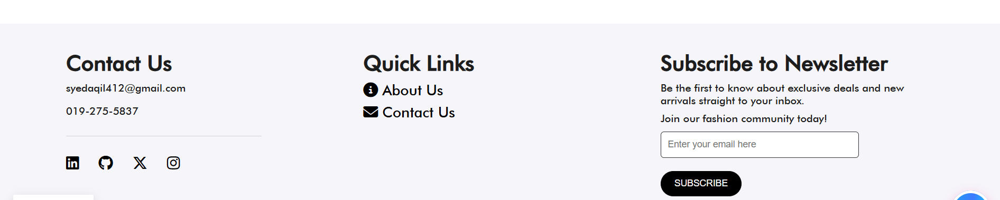 Contact Us
syedaqil412@gmail.com
019-275-5837
Quick Links
About Us
Contact Us
Subscribe to Newsletter
Be the first to know about exclusive deals and new
arrivals straight to your inbox.
Join our fashion community today!
Enter your email here
SUBSCRIBE